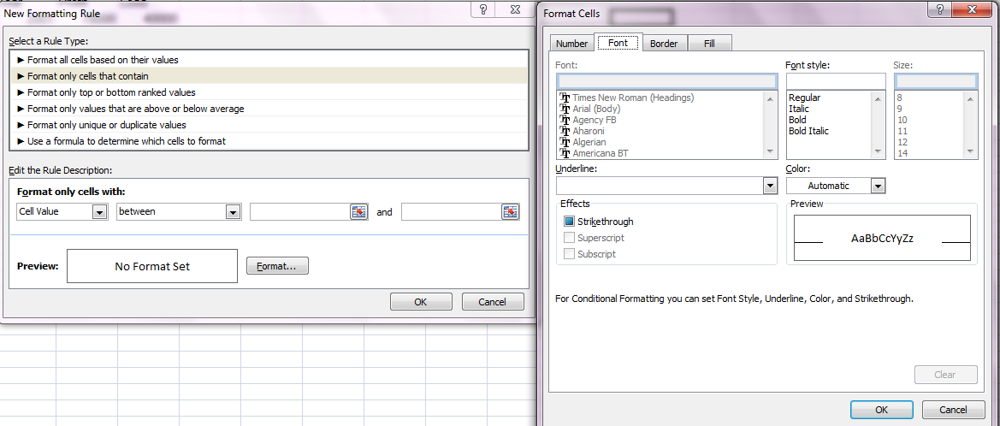 New Formatting Rule
Select a Rule Type:
► Format all cells based on their values
► Format only cells that contain
► Format only top or bottom ranked values
► Format only values that are above or below average
► Format only unique or duplicate values
► Use a formula to determine which cells to format
Edit the Rule Description:
Format only cells with:
Cell Value between and
Preview: No Format Set Format...
OK Cancel
Format Cells
Number Font Border Fill
Font: Font style: Size:
Times New Roman (Headings) Regular 8
Arial (Body) Italic 9
Agency FB Bold 10
Aharoni Bold Italic 11
Algerian 12
Americana BT 14
Underline: Color:
Automatic
Effects Preview
Strikethrough
AaBbCcYyZz
Superscript
Subscript
For Conditional Formatting you can set Font Style, Underline, Color, and Strikethrough.
Clear
OK Cancel